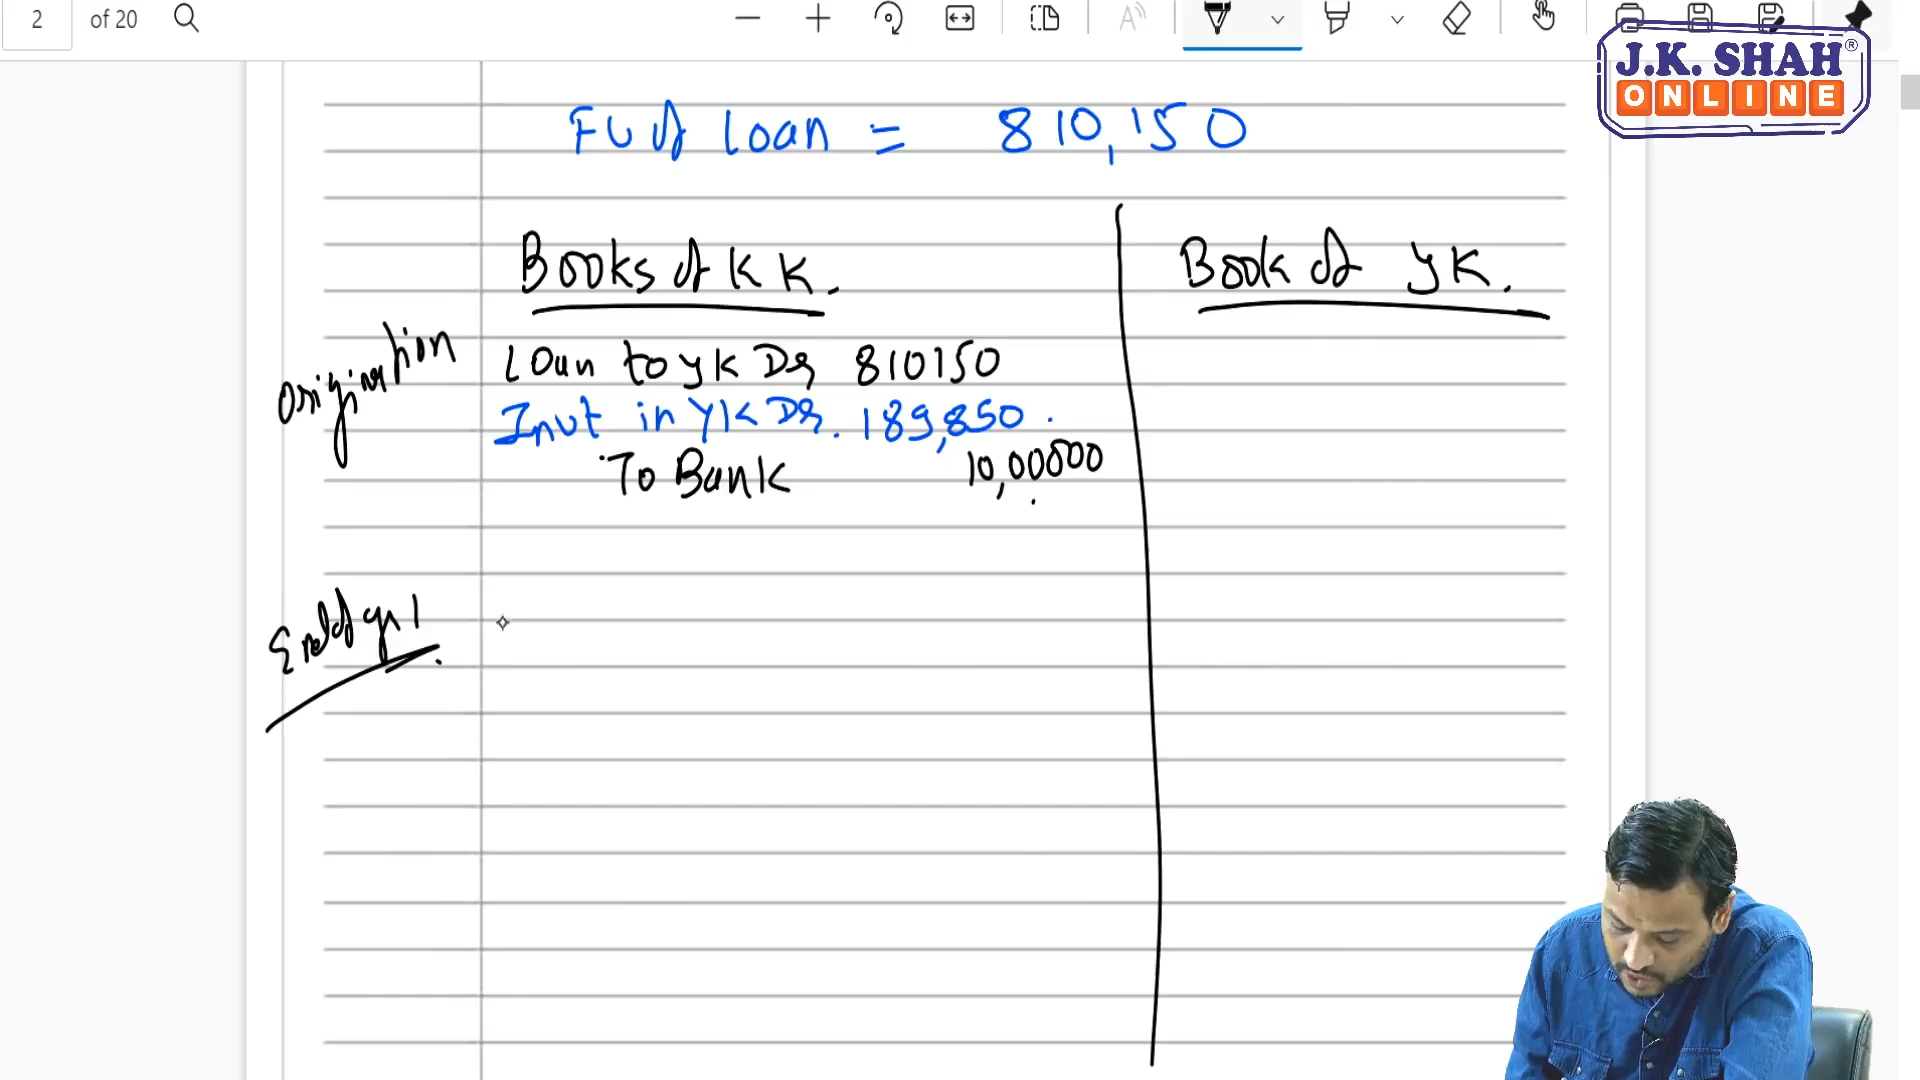 2 of 20
J.K. SHAH®
ONLINE
FV of Loan = 810,150
Books of KK.
Book of YK.
Origination
Loan to YK Dr 810150
Invt in YK Dr. 189,850.
To Bank 10,00000
End of yr 1